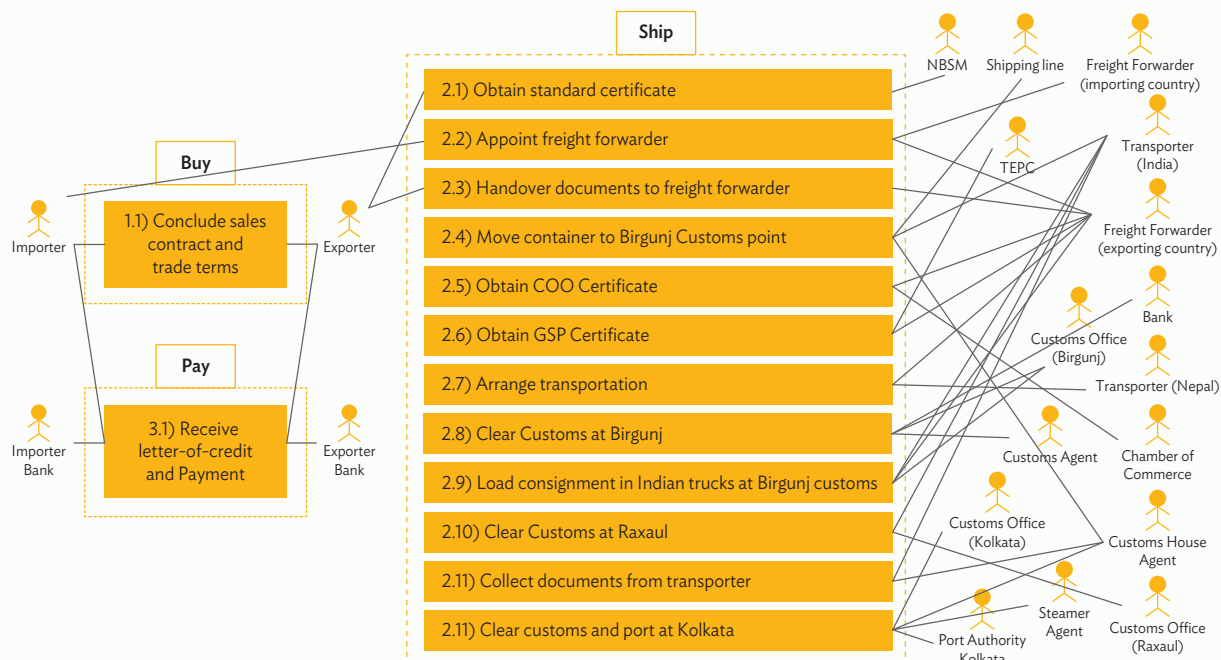 Ship
NBSM
Shipping line
Freight Forwarder
(importing country)
2.1) Obtain standard certificate
2.2) Appoint freight forwarder
2.3) Handover documents to freight forwarder
2.4) Move container to Birgunj Customs point
2.5) Obtain COO Certificate
2.6) Obtain GSP Certificate
2.7) Arrange transportation
2.8) Clear Customs at Birgunj
2.9) Load consignment in Indian trucks at Birgunj customs
2.10) Clear Customs at Raxaul
2.11) Collect documents from transporter
2.11) Clear customs and port at Kolkata
Buy
Importer
1.1) Conclude sales
contract and
trade terms
Exporter
Pay
Importer
Bank
3.1) Receive
letter-of-credit
and Payment
Exporter
Bank
TEPC
Transporter
(India)
Freight Forwarder
(exporting country)
Bank
Customs Office
(Birgunj)
Transporter (Nepal)
Customs Agent
Chamber of
Commerce
Customs Office
(Kolkata)
Customs House
Agent
Steamer
Agent
Customs Office
(Raxaul)
Port Authority
Kolkata